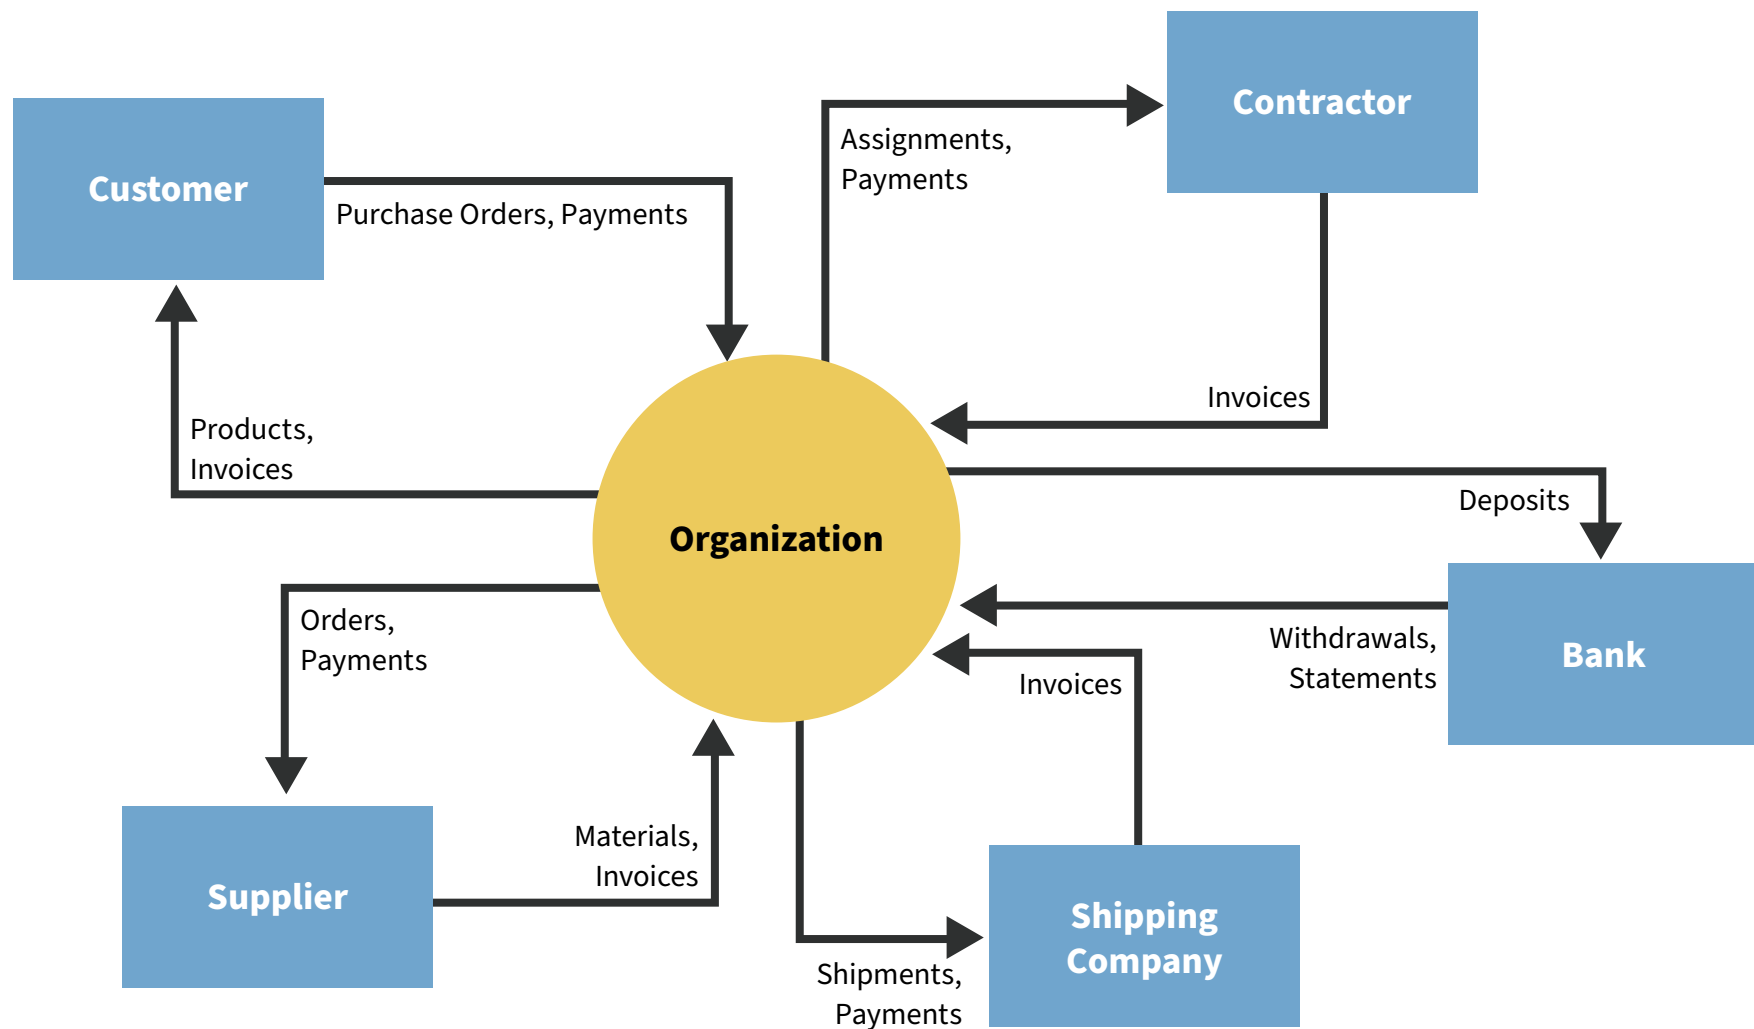 Contractor
Assignments,
Payments
Customer
Purchase Orders, Payments
Invoices
Products,
Invoices
Deposits
Organization
Orders,
Payments
Withdrawals,
Statements
Bank
Invoices
Materials,
Invoices
Supplier
Shipping
Company
Shipments,
Payments